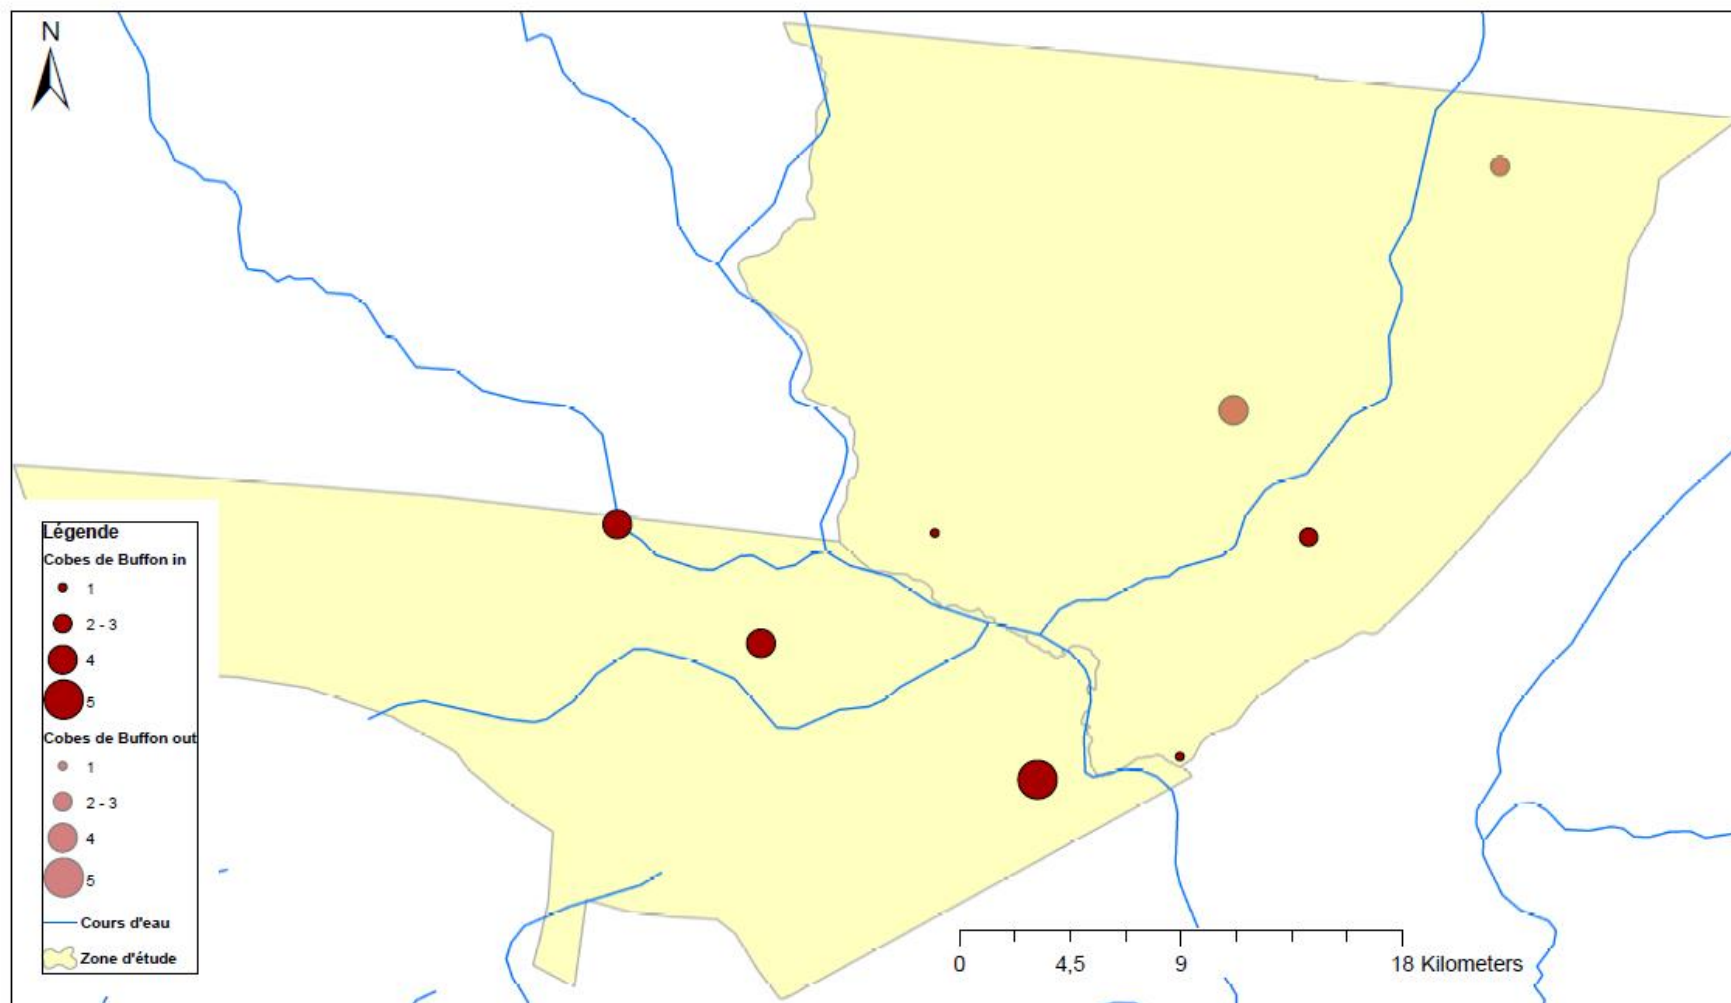 N
Légende
Cobes de Buffon in
1
2 - 3
4
5
Cobes de Buffon out
1
2 - 3
4
5
Cours d'eau
Zone d'étude
0 4,5 9 18 Kilometers